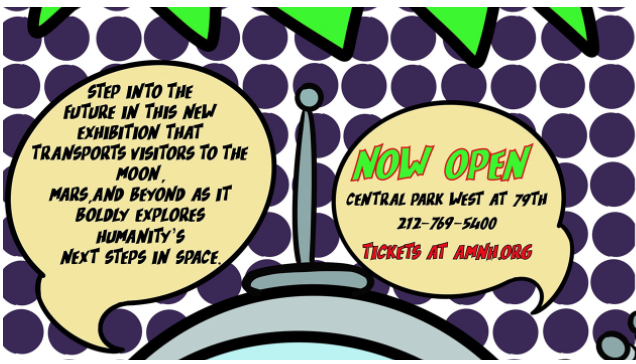 STEP INTO THE
FUTURE IN THIS NEW
EXHIBITION THAT
TRANSPORTS VISITORS TO THE
MOON,
MARS,AND BEYOND AS IT
BOLDLY EXPLORES
HUMANITY'S
NEXT STEPS IN SPACE.
NOW OPEN
CENTRAL PARK WEST AT 79TH
212-769-5400
TICKETS AT AMNH.ORG